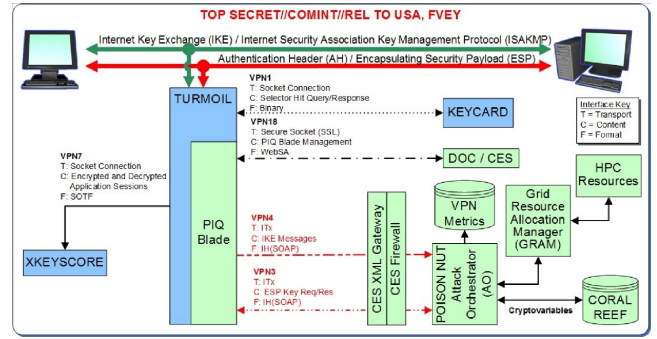 TOP SECRET//COMINT//REL TO USA, FVEY
Internet Key Exchange (IKE) / Internet Security Association Key Management Protocol (ISAKMP)
Authentication Header (AH) / Encapsulating Security Payload (ESP)
TURMOIL
VPN1
T: Socket Connection
C: Selector Hit Query/Response
F: Binary
KEYCARD
Interface Key
T = Transport
C = Content
F = Format
VPN18
T: Secure Socket (SSL)
C: PIQ Blade Management
F: WebSA
DOC / CES
VPN7
T: Socket Connection
C: Encrypted and Decrypted
Application Sessions
F: SOTF
XKEYSCORE
PIQ
Blade
VPN4
T: ITx
C: IKE Messages
F: IH(SOAP)
VPN3
T: ITx
C: ESP Key Req/Res
F: IH(SOAP)
CES XML Gateway
CES Firewall
VPN
Metrics
POISON NUT
Attack
Orchestrator
(AO)
Grid
Resource
Allocation
Manager
(GRAM)
HPC
Resources
Cryptovariables
CORAL
REEF